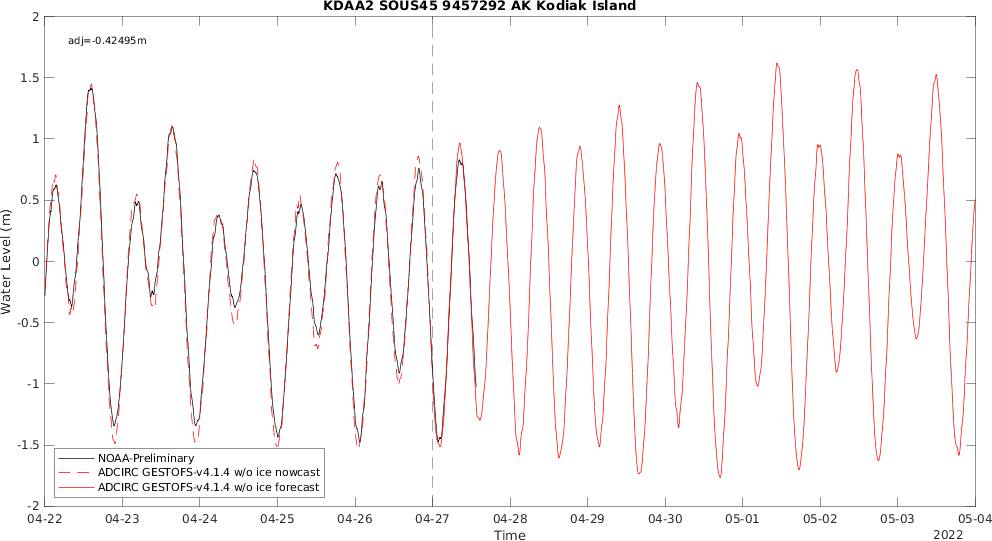 KDAA2 SOUS45 9457292 AK Kodiak Island
2
adj=-0.42495m
1.5
1
0.5
0
-0.5
-1
-1.5
-2
Water Level (m)
NOAA-Preliminary
ADCIRC GESTOFS-v4.1.4 w/o ice nowcast
ADCIRC GESTOFS-v4.1.4 w/o ice forecast
04-22 04-23 04-24 04-25 04-26 04-27 04-28 04-29 04-30 05-01 05-02 05-03 05-04
Time
2022